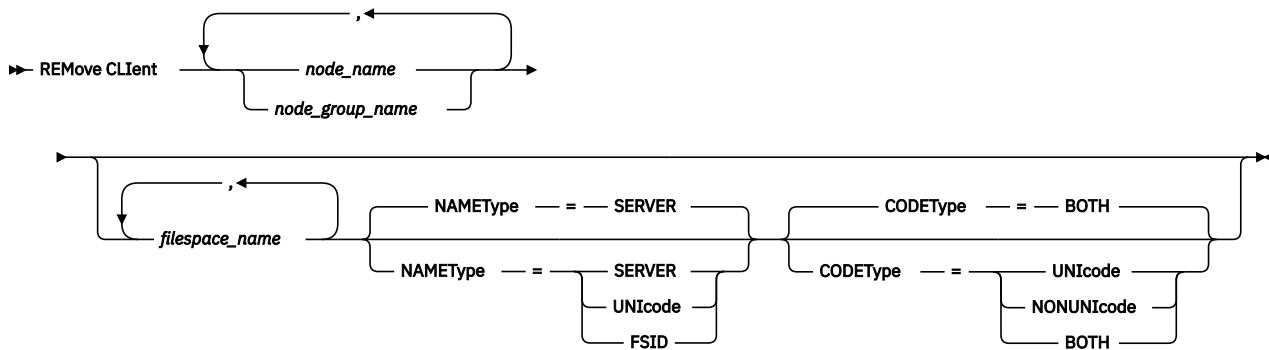 ,
REMove CLIent node_name
node_group_name
,
NAMEType = SERVER CODEType = BOTH
filespace_name
NAMEType = SERVER CODEType = UNIcode
UNIcode NONUNIcode
FSID BOTH